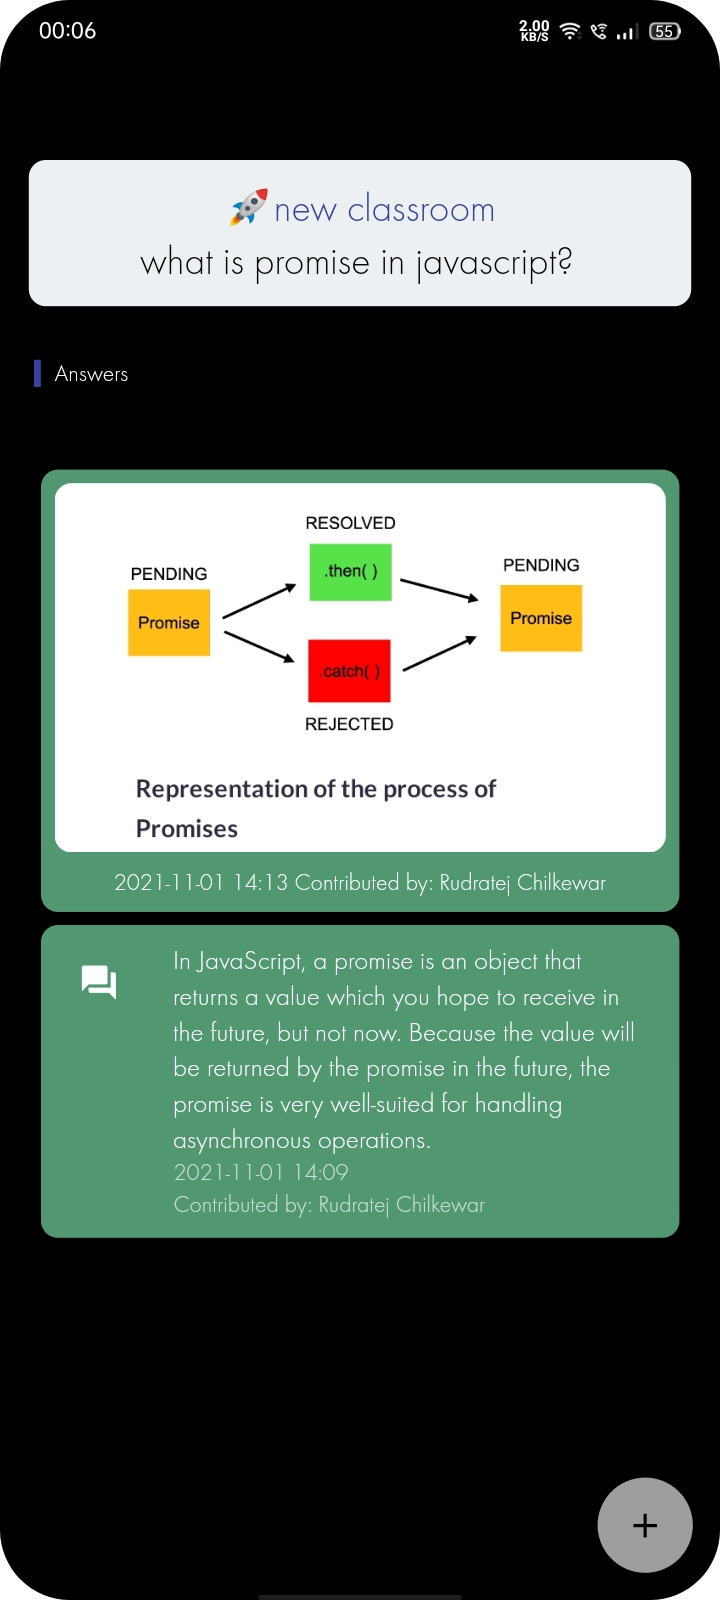 00:06
2.00
KB/S
55
🚀 new classroom
what is promise in javascript?
Answers
RESOLVED
PENDING
.then( )
PENDING
Promise
Promise
.catch( )
REJECTED
Representation of the process of
Promises
2021-11-01 14:13 Contributed by: Rudratej Chilkewar
In JavaScript, a promise is an object that
returns a value which you hope to receive in
the future, but not now. Because the value will
be returned by the promise in the future, the
promise is very well-suited for handling
asynchronous operations.
2021-11-01 14:09
Contributed by: Rudratej Chilkewar
+